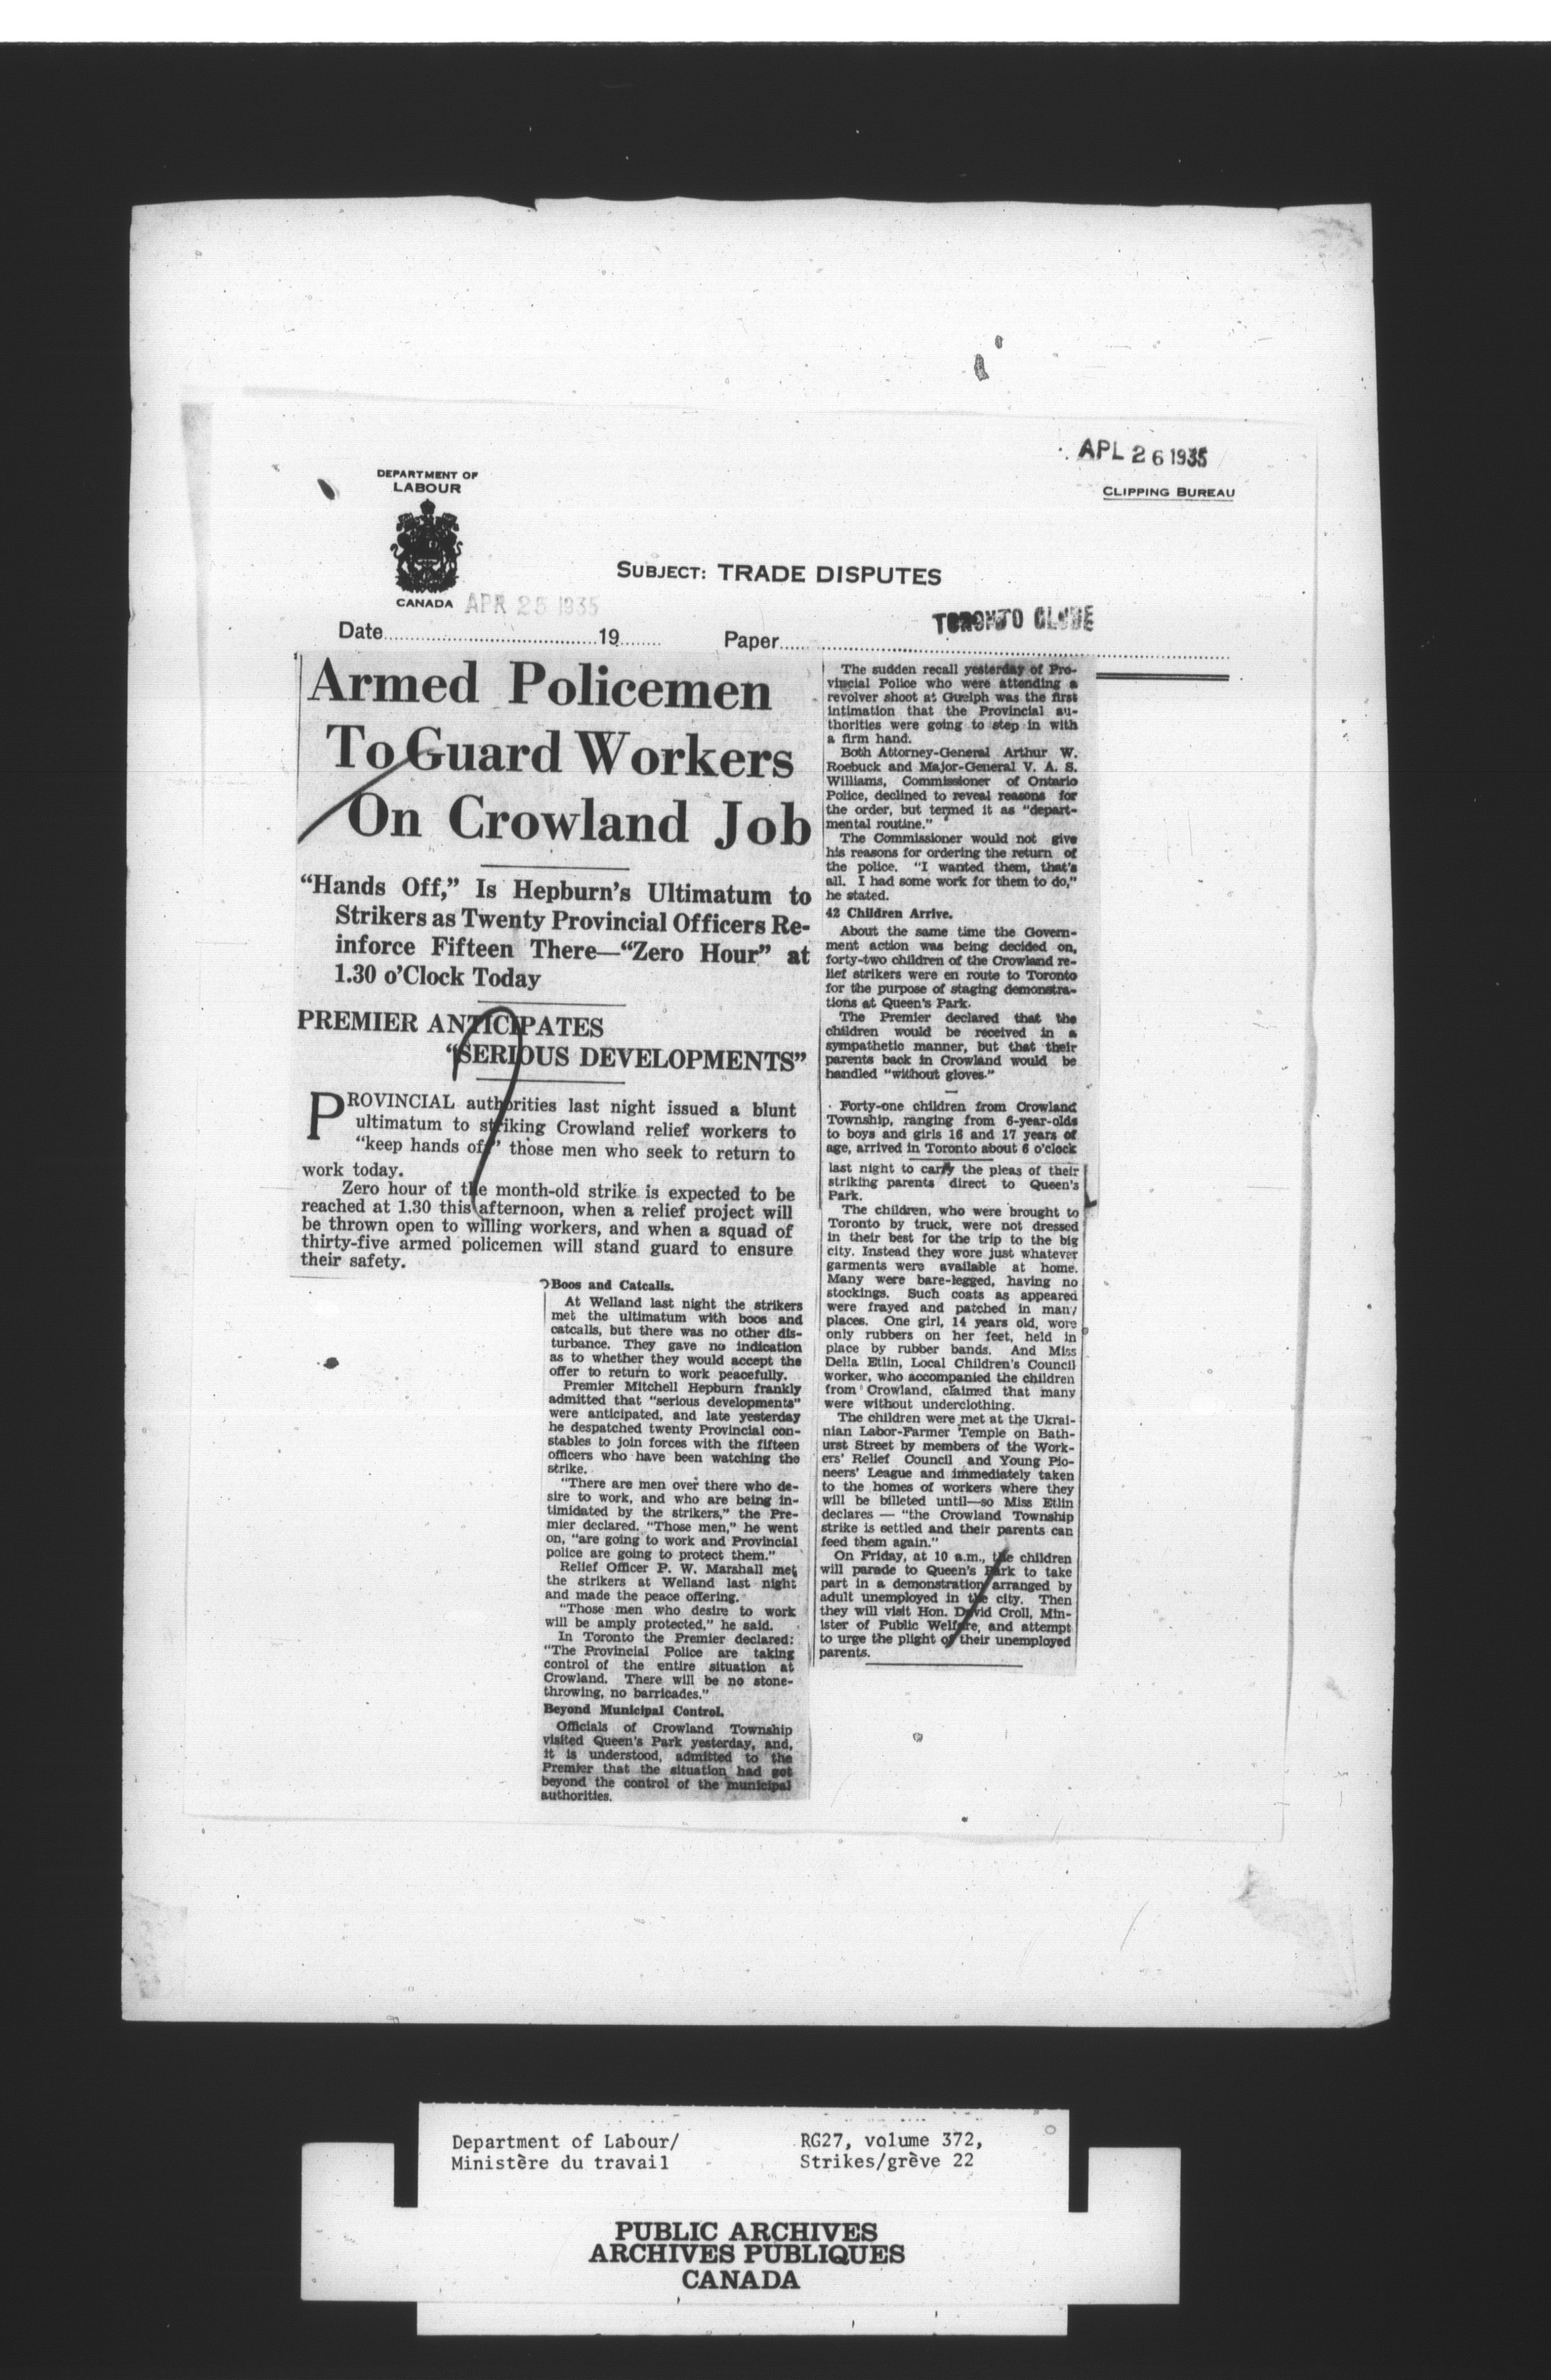 APL 26 1935
CLIPPING BUREAU
DEPARTMENT OF
LABOUR
CANADA
SUBJECT: TRADE DISPUTES
APR 25 1935
TORONTO GLOBE
Date 19 Paper
Armed Policemen
To Guard Workers
On Crowland Job
“Hands Off,” Is Hepburn’s Ultimatum to
Strikers as Twenty Provincial Officers Re-
inforce Fifteen There—“Zero Hour” at
1.30 o’Clock Today
PREMIER ANTICIPATES
“SERIOUS DEVELOPMENTS”
PROVINCIAL authorities last night issued a blunt
ultimatum to striking Crowland relief workers to
“keep hands off” those men who seek to return to
work today.
Zero hour of the month-old strike is expected to be
reached at 1.30 this afternoon, when a relief project will
be thrown open to willing workers, and when a squad of
thirty-five armed policemen will stand guard to ensure
their safety.
Boos and Catcalls.
At Welland last night the strikers
met the ultimatum with boos and
catcalls, but there was no other dis-
turbance. They gave no indication
as to whether they would accept the
offer to return to work peacefully.
Premier Mitchell Hepburn frankly
admitted that “serious developments”
were anticipated, and late yesterday
he despatched twenty Provincial con-
stables to join forces with the fifteen
officers who have been watching the
strike.
“There are men over there who de-
sire to work, and who are being in-
timidated by the strikers,” the Pre-
mier declared. “Those men,” he went
on, “are going to work and Provincial
police are going to protect them.”
Relief Officer P. W. Marshall met
the strikers at Welland last night
and made the peace offering.
“Those men who desire to work
will be amply protected,” he said.
In Toronto the Premier declared:
“The Provincial Police are taking
control of the entire situation at
Crowland. There will be no stone-
throwing, no barricades.”
Beyond Municipal Control.
Officials of Crowland Township
visited Queen’s Park yesterday, and,
it is understood, admitted to the
Premier that the situation had got
beyond the control of the municipal
authorities.
The sudden recall yesterday of Pro-
vincial Police who were attending a
revolver shoot at Guelph was the first
intimation that the Provincial au-
thorities were going to step in with
a firm hand.
Both Attorney-General Arthur W.
Roebuck and Major-General V. A. S.
Williams, Commissioner of Ontario
Police, declined to reveal reasons for
the order, but termed it as “depart-
mental routine.”
The Commissioner would not give
his reasons for ordering the return of
the police. “I wanted them, that’s
all. I had some work for them to do,”
he stated.
42 Children Arrive.
About the same time the Govern-
ment action was being decided on,
forty-two children of the Crowland re-
lief strikers were en route to Toronto
for the purpose of staging demonstra-
tions at Queen’s Park.
The Premier declared that the
children would be received in a
sympathetic manner, but that their
parents back in Crowland would be
handled “without gloves.”
Forty-one children from Crowland
Township, ranging from 6-year-olds
to boys and girls 16 and 17 years of
age, arrived in Toronto about 6 o’clock
last night to carry the pleas of their
striking parents direct to Queen’s
Park.
The children, who were brought to
Toronto by truck, were not dressed
in their best for the trip to the big
city. Instead they wore just whatever
garments were available at home.
Many were bare-legged, having no
stockings. Such coats as appeared
were frayed and patched in many
places. One girl, 14 years old, wore
only rubbers on her feet, held in
place by rubber bands. And Miss
Della Etlin, Local Children’s Council
worker, who accompanied the children
from Crowland, claimed that many
were without underclothing.
The children were met at the Ukrai-
nian Labor-Farmer Temple on Bath-
urst Street by members of the Work-
ers’ Relief Council and Young Pio-
neers’ League and immediately taken
to the homes of workers where they
will be billeted until—so Miss Etlin
declares — “the Crowland Township
strike is settled and their parents can
feed them again.”
On Friday, at 10 a.m., the children
will parade to Queen’s Park to take
part in a demonstration arranged by
adult unemployed in the city. Then
they will visit Hon. David Croll, Min-
ister of Public Welfare, and attempt
to urge the plight of their unemployed
parents.
Department of Labour/
Ministère du travail
RG27, volume 372,
Strikes/grève 22
PUBLIC ARCHIVES
ARCHIVES PUBLIQUES
CANADA